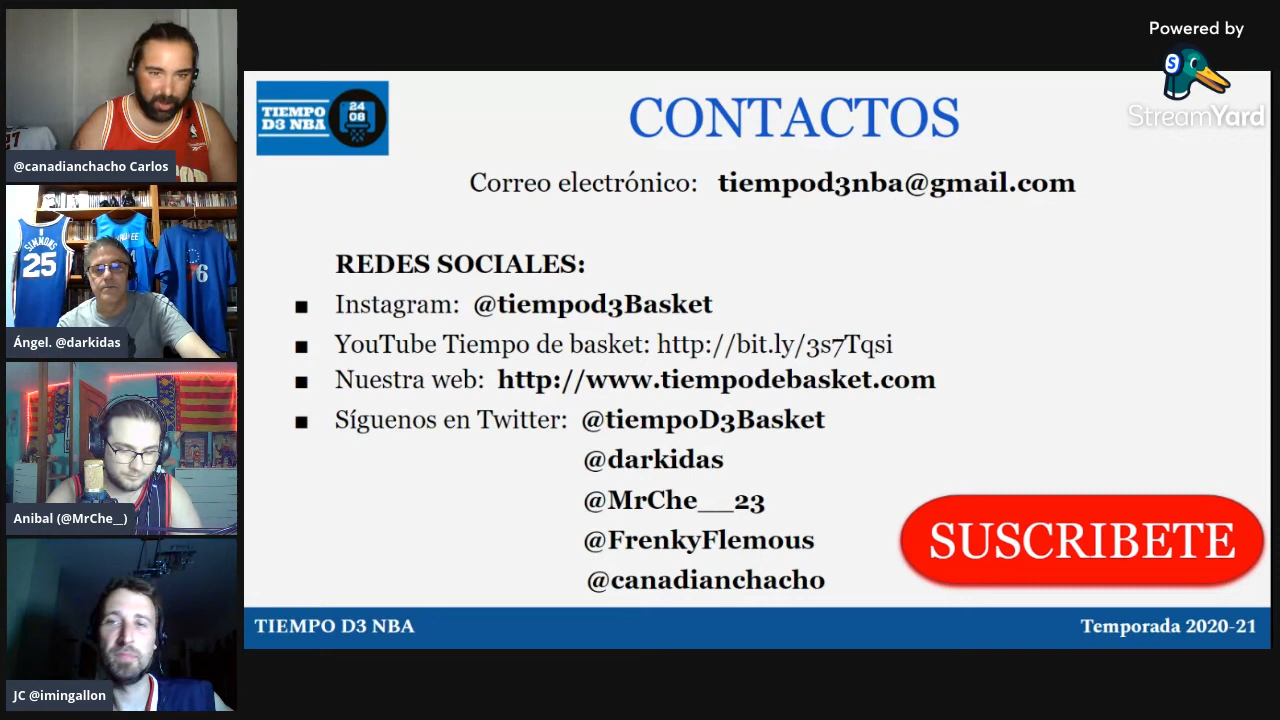 @canadianchacho Carlos
SIMMONS
25
6
Ángel. @darkidas
Anibal (@MrChe__)
JC @imingallon
Powered by
StreamYard
TIEMPO
D3 NBA
24
08
CONTACTOS
Correo electrónico: tiempod3nba@gmail.com
REDES SOCIALES:
■ Instagram: @tiempod3Basket
■ YouTube Tiempo de basket: http://bit.ly/3s7Tqsi
■ Nuestra web: http://www.tiempodebasket.com
■ Síguenos en Twitter: @tiempoD3Basket
@darkidas
@MrChe__23
@FrenkyFlemous
@canadianchacho
SUSCRIBETE
TIEMPO D3 NBA
Temporada 2020-21